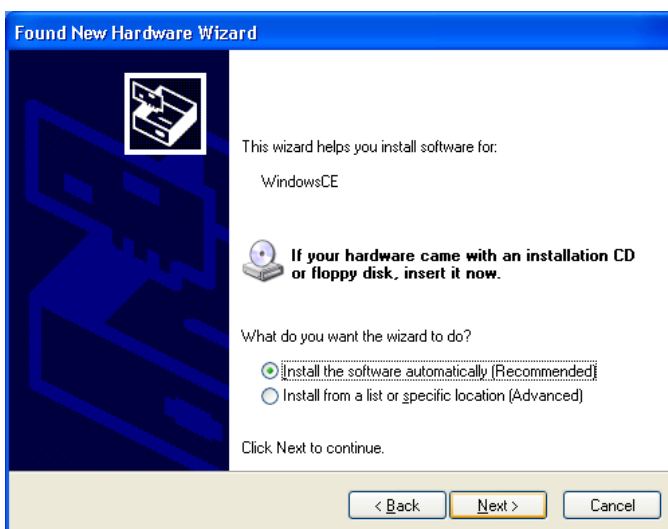 Found New Hardware Wizard
This wizard helps you install software for:
WindowsCE
If your hardware came with an installation CD
or floppy disk, insert it now.
What do you want the wizard to do?
Install the software automatically (Recommended)
Install from a list or specific location (Advanced)
Click Next to continue.
< Back Next > Cancel